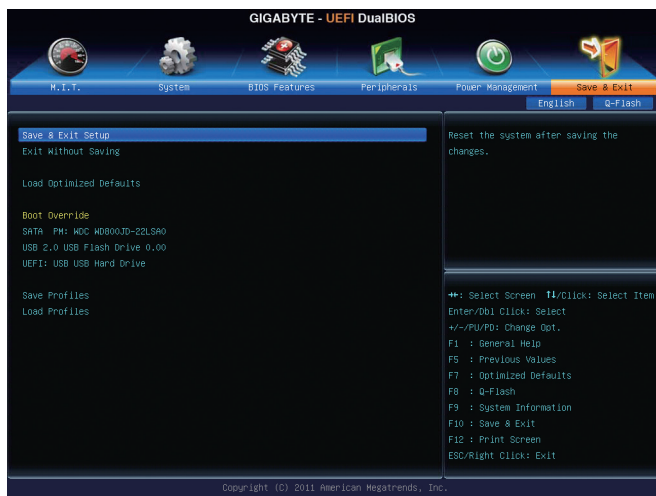 GIGABYTE - UEFI DualBIOS
M.I.T.
System
BIOS Features
Peripherals
Power Management
Save & Exit
English
Q-Flash
Save & Exit Setup
Exit Without Saving
Load Optimized Defaults
Boot Override
SATA PM: WDC WD800JD-22LSA0
USB 2.0 USB Flash Drive 0.00
UEFI: USB USB Hard Drive
Save Profiles
Load Profiles
Reset the system after saving the
changes.
→←: Select Screen ↑↓/Click: Select Item
Enter/Dbl Click: Select
+/-/PU/PD: Change Opt.
F1 : General Help
F5 : Previous Values
F7 : Optimized Defaults
F8 : Q-Flash
F9 : System Information
F10 : Save & Exit
F12 : Print Screen
ESC/Right Click: Exit
Copyright (C) 2011 American Megatrends, Inc.